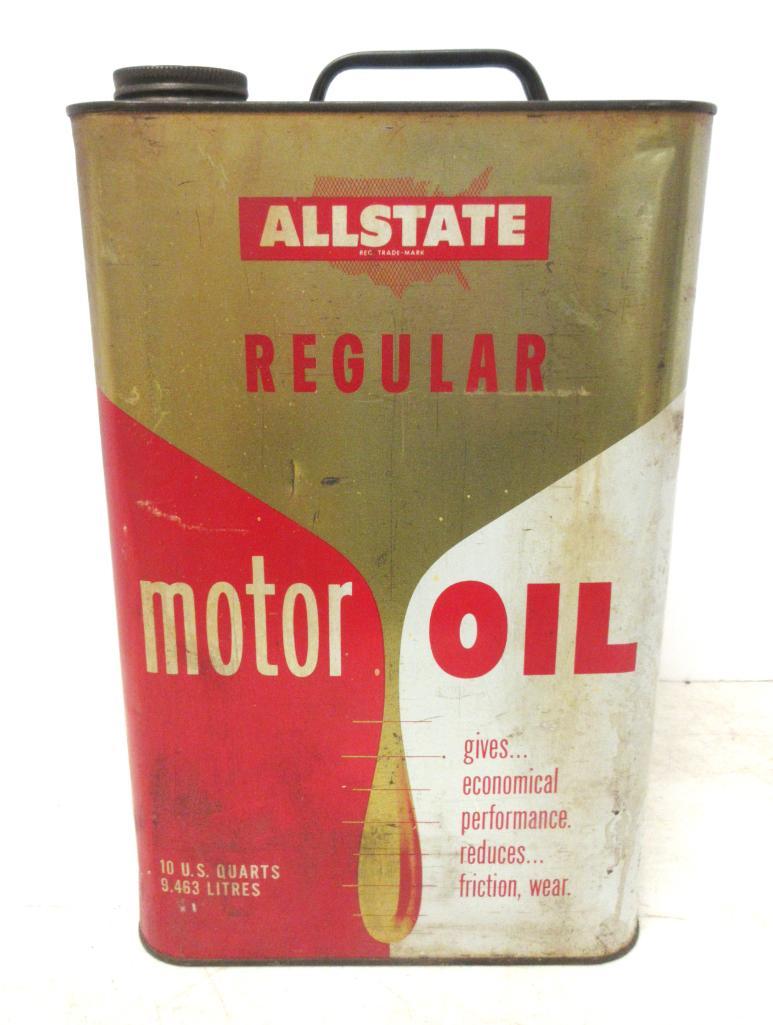 ALLSTATE
REG. TRADE-MARK
REGULAR
motor OIL
gives...
economical
performance.
reduces...
friction, wear.
10 U.S. QUARTS
9.463 LITRES